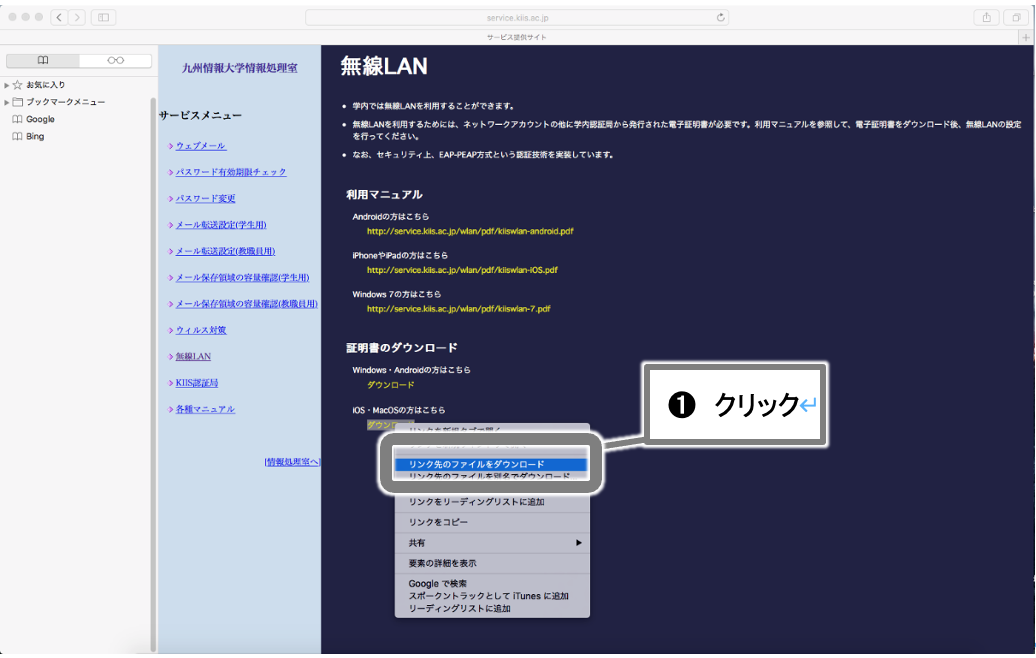 service.kiis.ac.jp
サービス提供サイト
お気に入り
ブックマークメニュー
Google
Bing
九州情報大学情報処理室
サービスメニュー
ウェブメール
パスワード有効期限チェック
パスワード変更
メール転送設定(学生用)
メール転送設定(教職員用)
メール保存領域の容量確認(学生用)
メール保存領域の容量確認(教職員用)
ウィルス対策
無線LAN
KIIS認証局
各種マニュアル
[情報処理室へ]
無線LAN
学内では無線LANを利用することができます。
無線LANを利用するためには、ネットワークアカウントの他に学内認証局から発行された電子証明書が必要です。利用マニュアルを参照して、電子証明書をダウンロード後、無線LANの設定
を行ってください。
なお、セキュリティ上、EAP-PEAP方式という認証技術を実装しています。
利用マニュアル
Androidの方はこちら
http://service.kiis.ac.jp/wlan/pdf/kiiswlan-android.pdf
iPhoneやiPadの方はこちら
http://service.kiis.ac.jp/wlan/pdf/kiiswlan-iOS.pdf
Windows 7の方はこちら
http://service.kiis.ac.jp/wlan/pdf/kiiswlan-7.pdf
証明書のダウンロード
Windows・Androidの方はこちら
ダウンロード
iOS・MacOSの方はこちら
❶ クリック↵
リンク先のファイルをダウンロード
リンク先のファイルを別名でダウンロード
リンクをリーディングリストに追加
リンクをコピー
共有
要素の詳細を表示
Google で検索
スポークントラックとして iTunes に追加
リーディングリストに追加